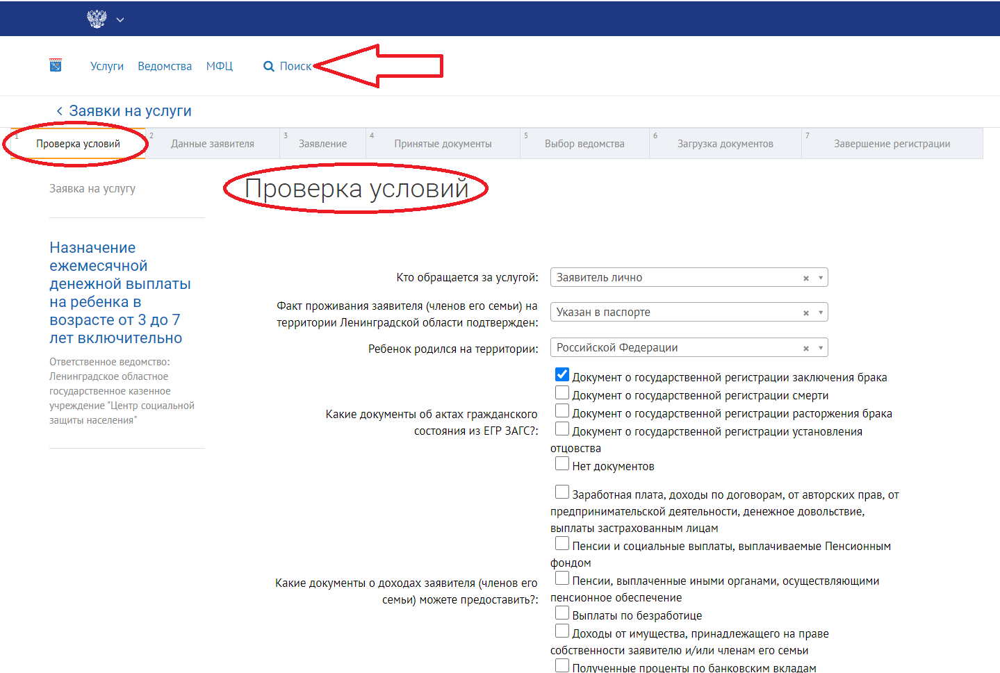 Услуги Ведомства МФЦ Поиск
Заявки на услуги
1 Проверка условий 2 Данные заявителя 3 Заявление 4 Принятые документы 5 Выбор ведомства 6 Загрузка документов 7 Завершение регистрации
Заявка на услугу
Назначение
ежемесячной
денежной выплаты
на ребенка в
возрасте от 3 до 7
лет включительно
Ответственное ведомство:
Ленинградское областное
государственное казенное
учреждение "Центр социальной
защиты населения"
Проверка условий
Кто обращается за услугой: Заявитель лично
Факт проживания заявителя (членов его семьи) на
территории Ленинградской области подтвержден: Указан в паспорте
Ребенок родился на территории: Российской Федерации
Какие документы об актах гражданского
состояния из ЕГР ЗАГС?:
Документ о государственной регистрации заключения брака
Документ о государственной регистрации смерти
Документ о государственной регистрации расторжения брака
Документ о государственной регистрации установления
отцовства
Нет документов
Какие документы о доходах заявителя (членов его
семьи) можете предоставить?:
Заработная плата, доходы по договорам, от авторских прав, от
предпринимательской деятельности, денежное довольствие,
выплаты застрахованным лицам
Пенсии и социальные выплаты, выплачиваемые Пенсионным
фондом
Пенсии, выплаченные иными органами, осуществляющими
пенсионное обеспечение
Выплаты по безработице
Доходы от имущества, принадлежащего на праве
собственности заявителю и/или членам его семьи
Полученные проценты по банковским вкладам